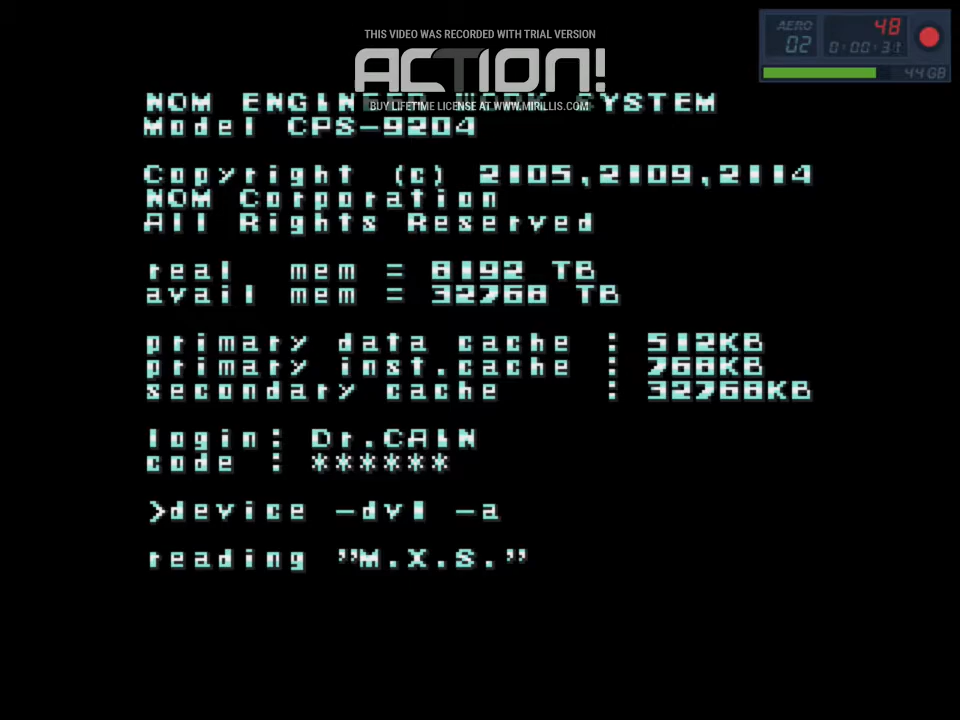 THIS VIDEO WAS RECORDED WITH TRIAL VERSION
ACTION!
BUY LIFETIME LICENSE AT WWW.MIRILLIS.COM
AERO
02
48
0:00:31
44GB
NOM ENGINEER WORK SYSTEM
Model CPS-9204
Copyright (c) 2105,2109,2114
NOM Corporation
All Rights Reserved
real mem = 8192 TB
avail mem = 32768 TB
primary data cache : 512KB
primary inst.cache : 768KB
secondary cache : 32768KB
login: Dr.CAIN
code : ******
>device -dvl -a
reading "M.X.S."